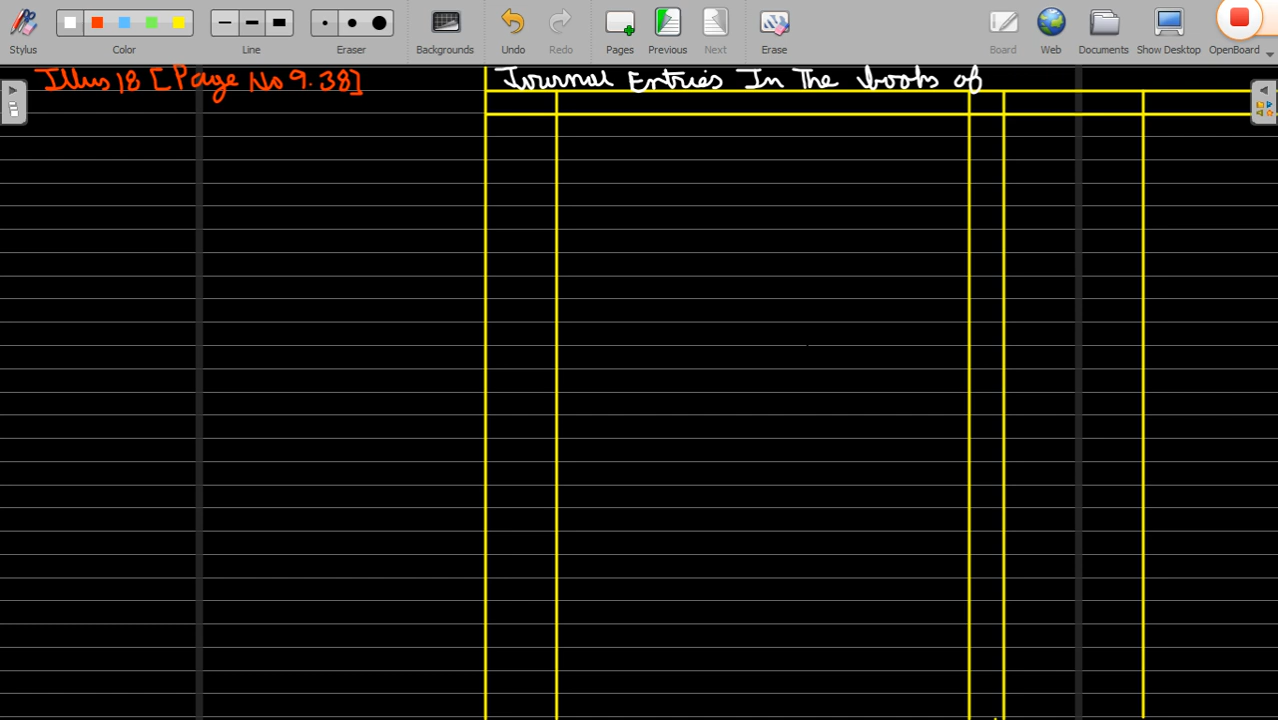 Stylus Color Line Eraser Backgrounds Undo Redo Pages Previous Next Erase Board Web Documents Show Desktop OpenBoard
Illus 18 [Page No 9.38]
Journal Entries In The books of